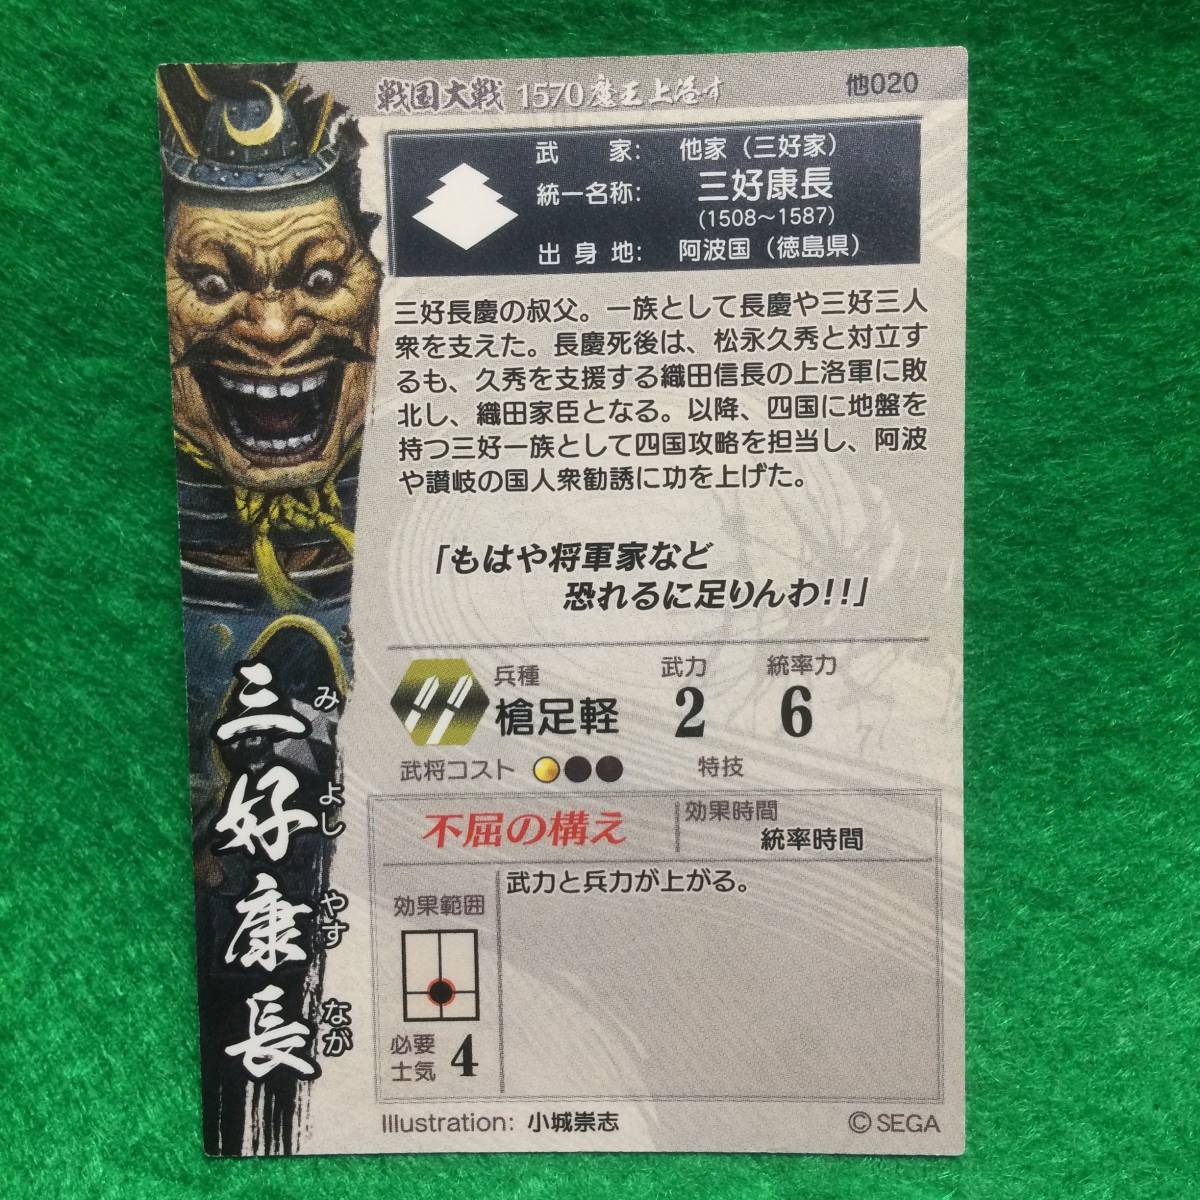 戦国大戦 1570 魔王上洛す
他020
武家: 他家（三好家）
統一名称: 三好康長
(1508～1587)
出身地: 阿波国（徳島県）
三好長慶の叔父。一族として長慶や三好三人
衆を支えた。長慶死後は、松永久秀と対立す
るも、久秀を支援する織田信長の上洛軍に敗
北し、織田家臣となる。以降、四国に地盤を
持つ三好一族として四国攻略を担当し、阿波
や讃岐の国人衆勧誘に功を上げた。
「もはや将軍家など
恐れるに足りんわ!!」
兵種
槍足軽
武力
2
統率力
6
武将コスト
特技
不屈の構え
効果時間
統率時間
武力と兵力が上がる。
効果範囲
必要
士気
4
三好康長
みよしやすなが
Illustration: 小城崇志
©SEGA